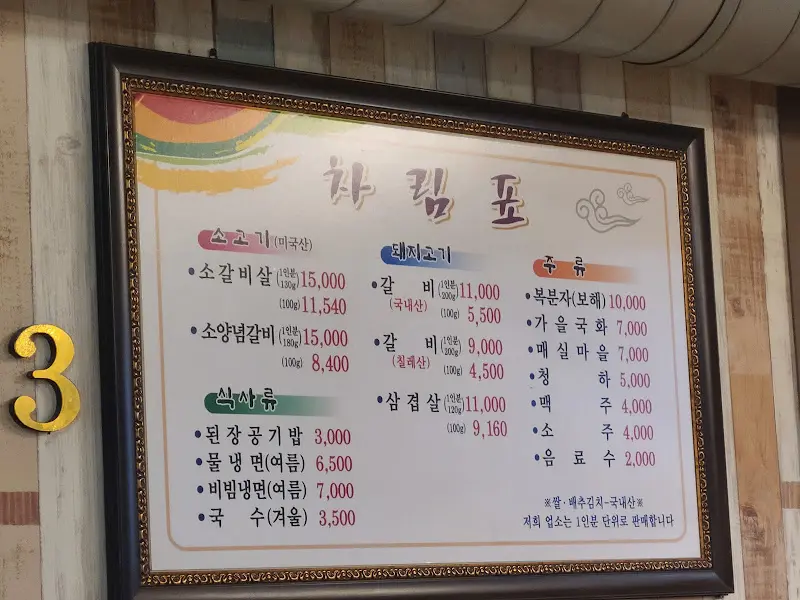 3
차림표
소고기 (미국산)
• 소갈비살 (1인분 130g) 15,000
(100g) 11,540
• 소양념갈비 (1인분 180g) 15,000
(100g) 8,400
식사류
• 된장공기밥 3,000
• 물냉면(여름) 6,500
• 비빔냉면(여름) 7,000
• 국 수(겨울) 3,500
돼지고기
• 갈 비 (1인분 200g) 11,000
(국내산) (100g) 5,500
• 갈 비 (1인분 200g) 9,000
(칠레산) (100g) 4,500
• 삼겹살 (1인분 120g) 11,000
(100g) 9,160
주 류
• 복분자(보해) 10,000
• 가을국화 7,000
• 매실마을 7,000
• 청 하 5,000
• 맥 주 4,000
• 소 주 4,000
• 음 료 수 2,000
※쌀·배추김치~국내산※
저희 업소는 1인분 단위로 판매합니다